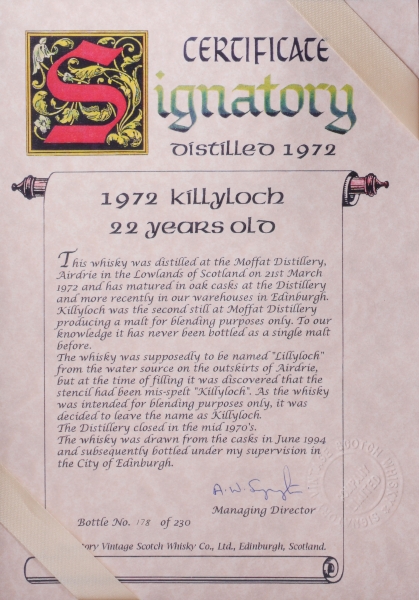 CERTIFICATE
Signatory
distilled 1972
1972 Killyloch
22 years old
This whisky was distilled at the Moffat Distillery,
Airdrie in the Lowlands of Scotland on 21st March
1972 and has matured in oak casks at the Distillery
and more recently in our warehouses in Edinburgh.
Killyloch was the second still at Moffat Distillery
producing a malt for blending purposes only. To our
knowledge it has never been bottled as a single malt
before.
The whisky was supposedly to be named "Lillyloch"
from the water source on the outskirts of Airdrie,
but at the time of filling it was discovered that the
stencil had been mis-spelt "Killyloch". As the whisky
was intended for blending purposes only, it was
decided to leave the name as Killyloch.
The Distillery closed in the mid 1970's.
The whisky was drawn from the casks in June 1994
and subsequently bottled under my supervision in
the City of Edinburgh.
Managing Director
Bottle No. 178 of 230
tory Vintage Scotch Whisky Co., Ltd., Edinburgh, Scotland.